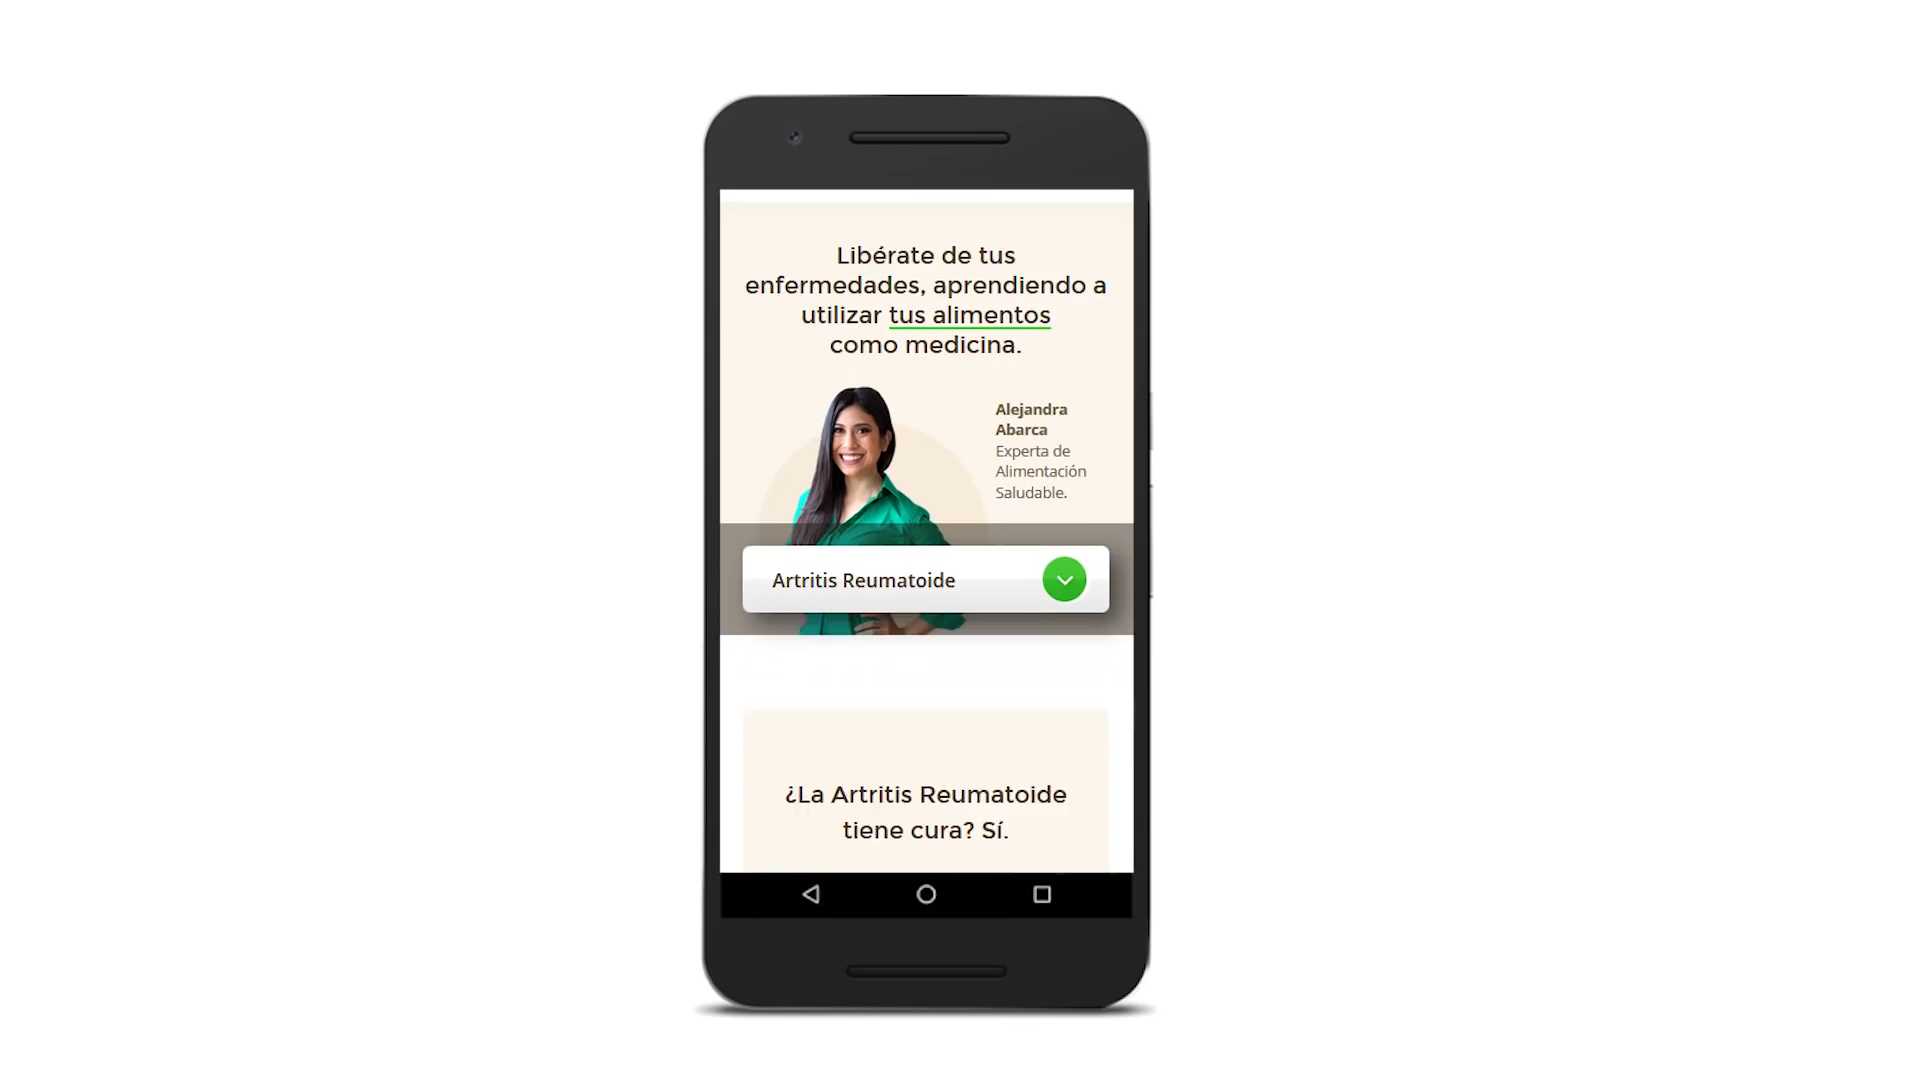 Libérate de tus
enfermedades, aprendiendo a
utilizar tus alimentos
como medicina.
Alejandra
Abarca
Experta de
Alimentación
Saludable.
Artritis Reumatoide
¿La Artritis Reumatoide
tiene cura? Sí.